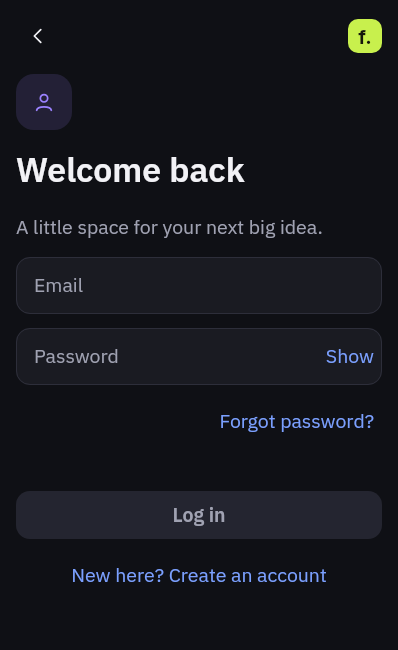 f.
Welcome back
A little space for your next big idea.
Email
Password Show
Forgot password?
Log in
New here? Create an account